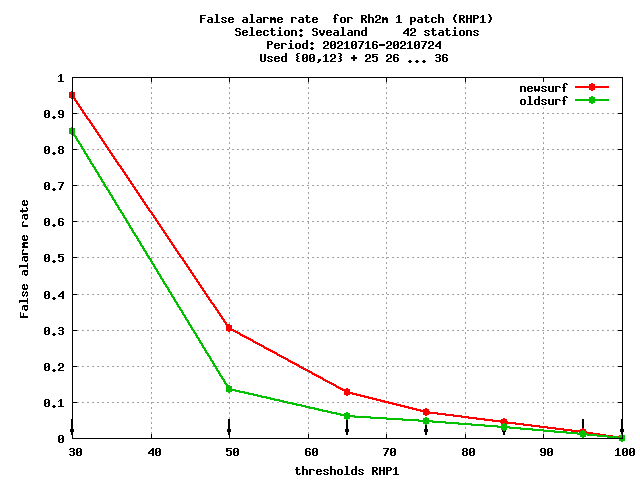 False alarme rate  for Rh2m 1 patch (RHP1)
Selection: Svealand     42 stations
Period: 20210716-20210724
Used {00,12} + 25 26 ... 36
newsurf
oldsurf
1
0.9
0.8
0.7
0.6
0.5
0.4
0.3
0.2
0.1
0
False alarme rate
30 40 50 60 70 80 90 100
thresholds RHP1